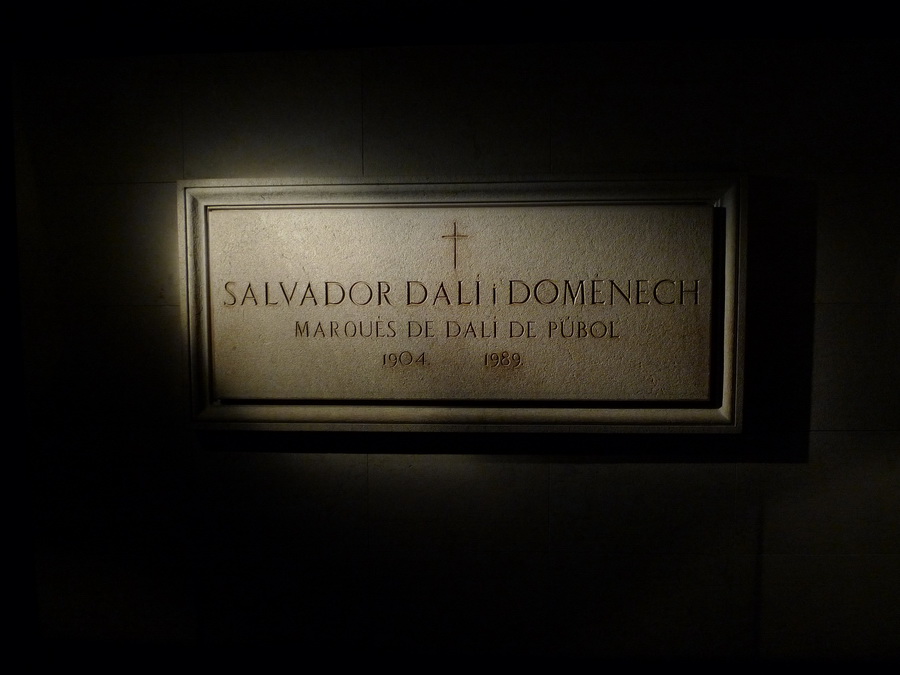 SALVADOR DALÍ i DOMÈNECH
MARQUÈS DE DALÍ DE PÚBOL
1904. 1989.